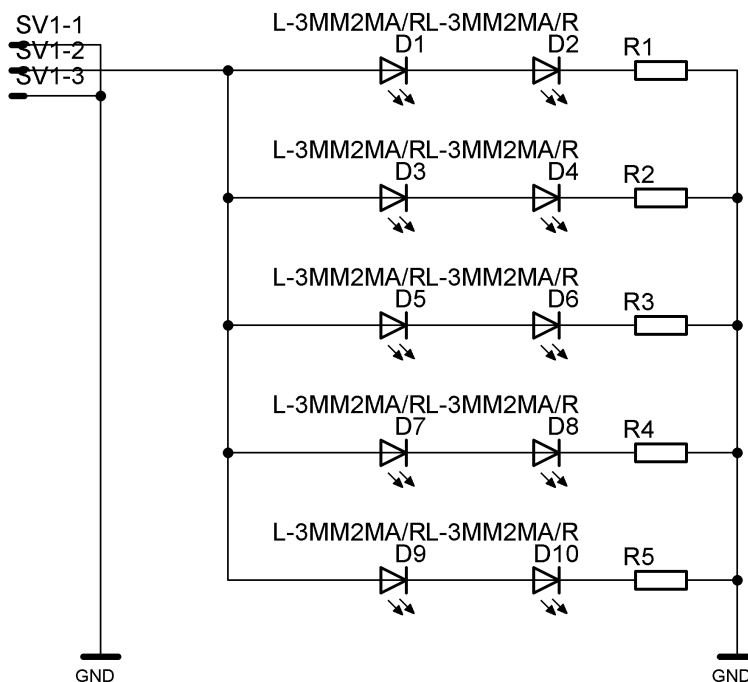 SV1-1
SV1-2
SV1-3
L-3MM2MA/RL-3MM2MA/R
D1 D2 R1
L-3MM2MA/RL-3MM2MA/R
D3 D4 R2
L-3MM2MA/RL-3MM2MA/R
D5 D6 R3
L-3MM2MA/RL-3MM2MA/R
D7 D8 R4
L-3MM2MA/RL-3MM2MA/R
D9 D10 R5
GND GND